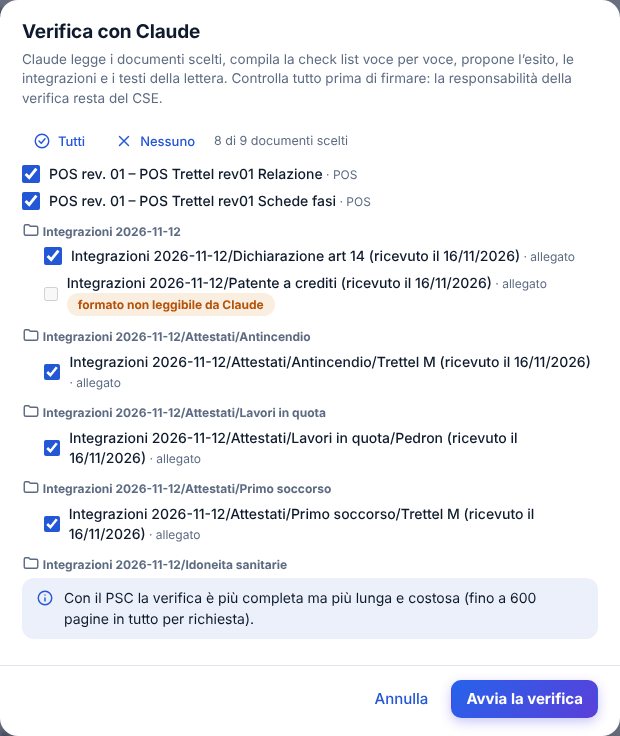 Verifica con Claude
Claude legge i documenti scelti, compila la check list voce per voce, propone l'esito, le
integrazioni e i testi della lettera. Controlla tutto prima di firmare: la responsabilità della
verifica resta del CSE.
Tutti Nessuno 8 di 9 documenti scelti
POS rev. 01 – POS Trettel rev01 Relazione · POS
POS rev. 01 – POS Trettel rev01 Schede fasi · POS
Integrazioni 2026-11-12
Integrazioni 2026-11-12/Dichiarazione art 14 (ricevuto il 16/11/2026) · allegato
Integrazioni 2026-11-12/Patente a crediti (ricevuto il 16/11/2026) · allegato
formato non leggibile da Claude
Integrazioni 2026-11-12/Attestati/Antincendio
Integrazioni 2026-11-12/Attestati/Antincendio/Trettel M (ricevuto il 16/11/2026)
· allegato
Integrazioni 2026-11-12/Attestati/Lavori in quota
Integrazioni 2026-11-12/Attestati/Lavori in quota/Pedron (ricevuto il
16/11/2026) · allegato
Integrazioni 2026-11-12/Attestati/Primo soccorso
Integrazioni 2026-11-12/Attestati/Primo soccorso/Trettel M (ricevuto il
16/11/2026) · allegato
Integrazioni 2026-11-12/Idoneita sanitarie
Con il PSC la verifica è più completa ma più lunga e costosa (fino a 600
pagine in tutto per richiesta).
Annulla Avvia la verifica